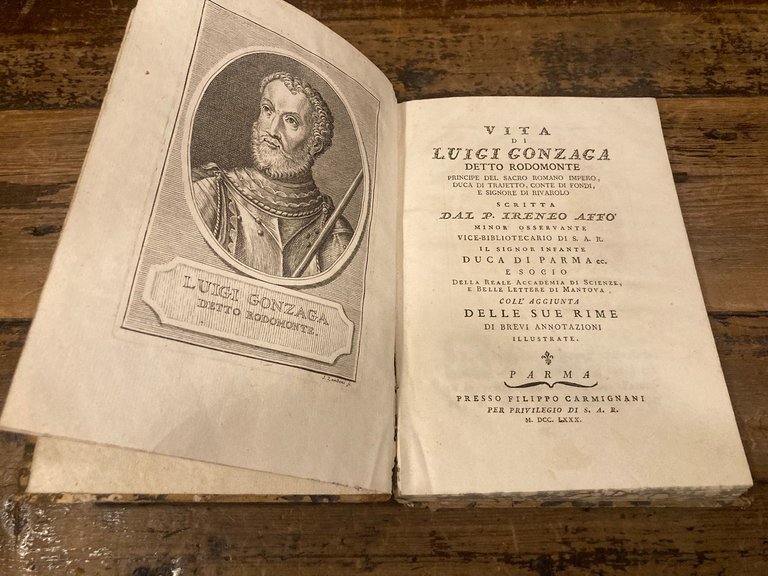 LUIGI GONZAGA
DETTO RODOMONTE.
VITA
DI
LUIGI GONZAGA
DETTO RODOMONTE
PRINCIPE DEL SACRO ROMANO IMPERO,
DUCA DI TRAJETTO, CONTE DI FONDI,
E SIGNORE DI RIVAROLO
SCRITTA
DAL P. IRENEO AFFO'
MINOR OSSERVANTE
VICE-BIBLIOTECARIO DI S. A. R.
IL SIGNOR INFANTE
DUCA DI PARMA ec.
E SOCIO
DELLA REALE ACCADEMIA DI SCIENZE,
E BELLE LETTERE DI MANTOVA,
COLL' AGGIUNTA
DELLE SUE RIME
DI BREVI ANNOTAZIONI
ILLUSTRATE.
PARMA
PRESSO FILIPPO CARMIGNANI
PER PRIVILEGIO DI S. A. R.
M. DCC. LXXX.